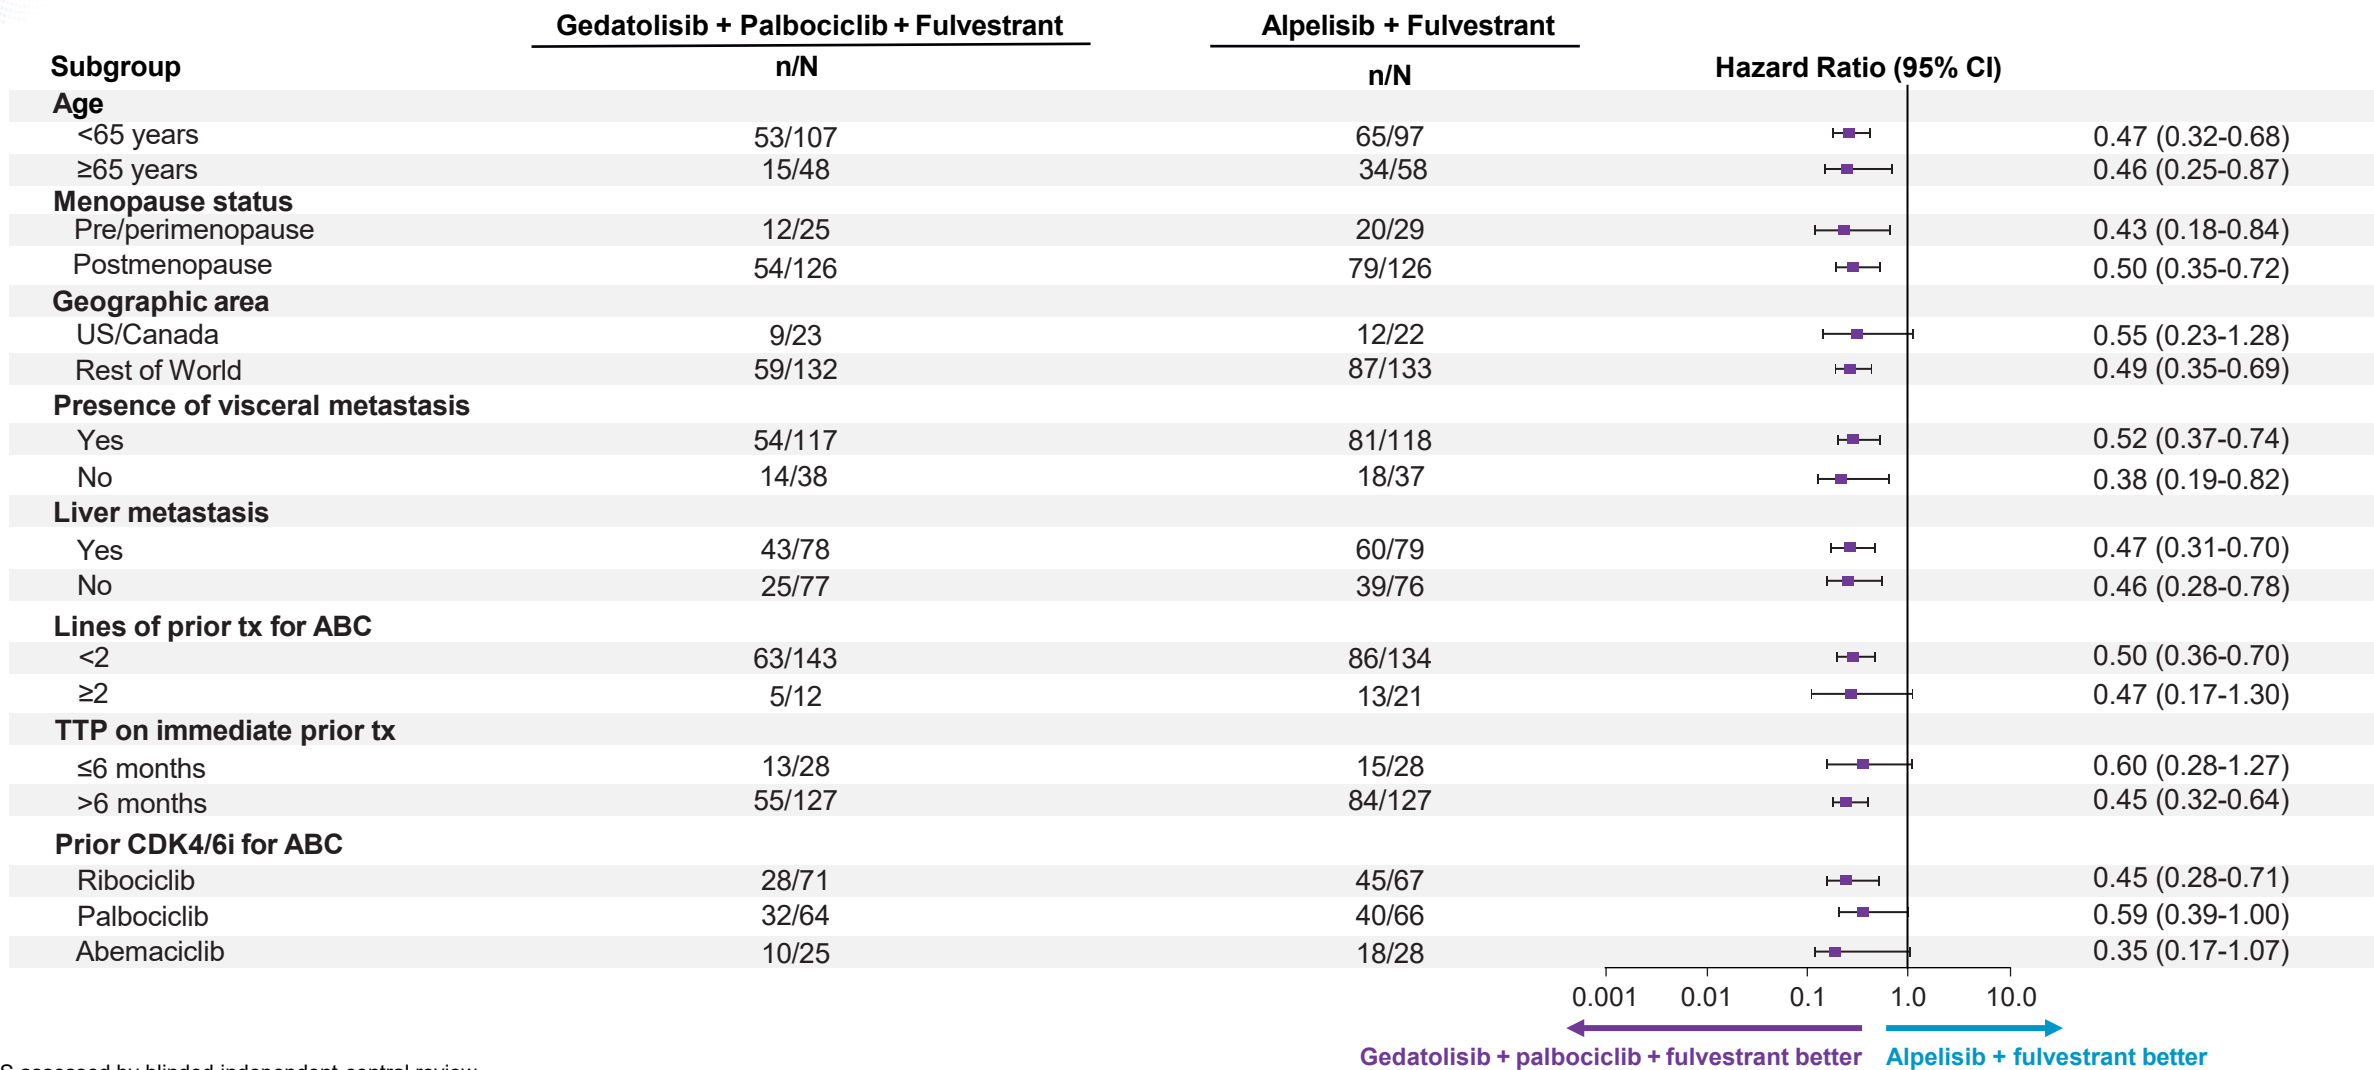 Gedatolisib + Palbociclib + Fulvestrant Alpelisib + Fulvestrant
Subgroup n/N n/N Hazard Ratio (95% CI)
Age
<65 years 53/107 65/97 0.47 (0.32-0.68)
≥65 years 15/48 34/58 0.46 (0.25-0.87)
Menopause status
Pre/perimenopause 12/25 20/29 0.43 (0.18-0.84)
Postmenopause 54/126 79/126 0.50 (0.35-0.72)
Geographic area
US/Canada 9/23 12/22 0.55 (0.23-1.28)
Rest of World 59/132 87/133 0.49 (0.35-0.69)
Presence of visceral metastasis
Yes 54/117 81/118 0.52 (0.37-0.74)
No 14/38 18/37 0.38 (0.19-0.82)
Liver metastasis
Yes 43/78 60/79 0.47 (0.31-0.70)
No 25/77 39/76 0.46 (0.28-0.78)
Lines of prior tx for ABC
<2 63/143 86/134 0.50 (0.36-0.70)
≥2 5/12 13/21 0.47 (0.17-1.30)
TTP on immediate prior tx
≤6 months 13/28 15/28 0.60 (0.28-1.27)
>6 months 55/127 84/127 0.45 (0.32-0.64)
Prior CDK4/6i for ABC
Ribociclib 28/71 45/67 0.45 (0.28-0.71)
Palbociclib 32/64 40/66 0.59 (0.39-1.00)
Abemaciclib 10/25 18/28 0.35 (0.17-1.07)
0.001 0.01 0.1 1.0 10.0
Gedatolisib + palbociclib + fulvestrant better Alpelisib + fulvestrant better
assessed by blinded independent central review